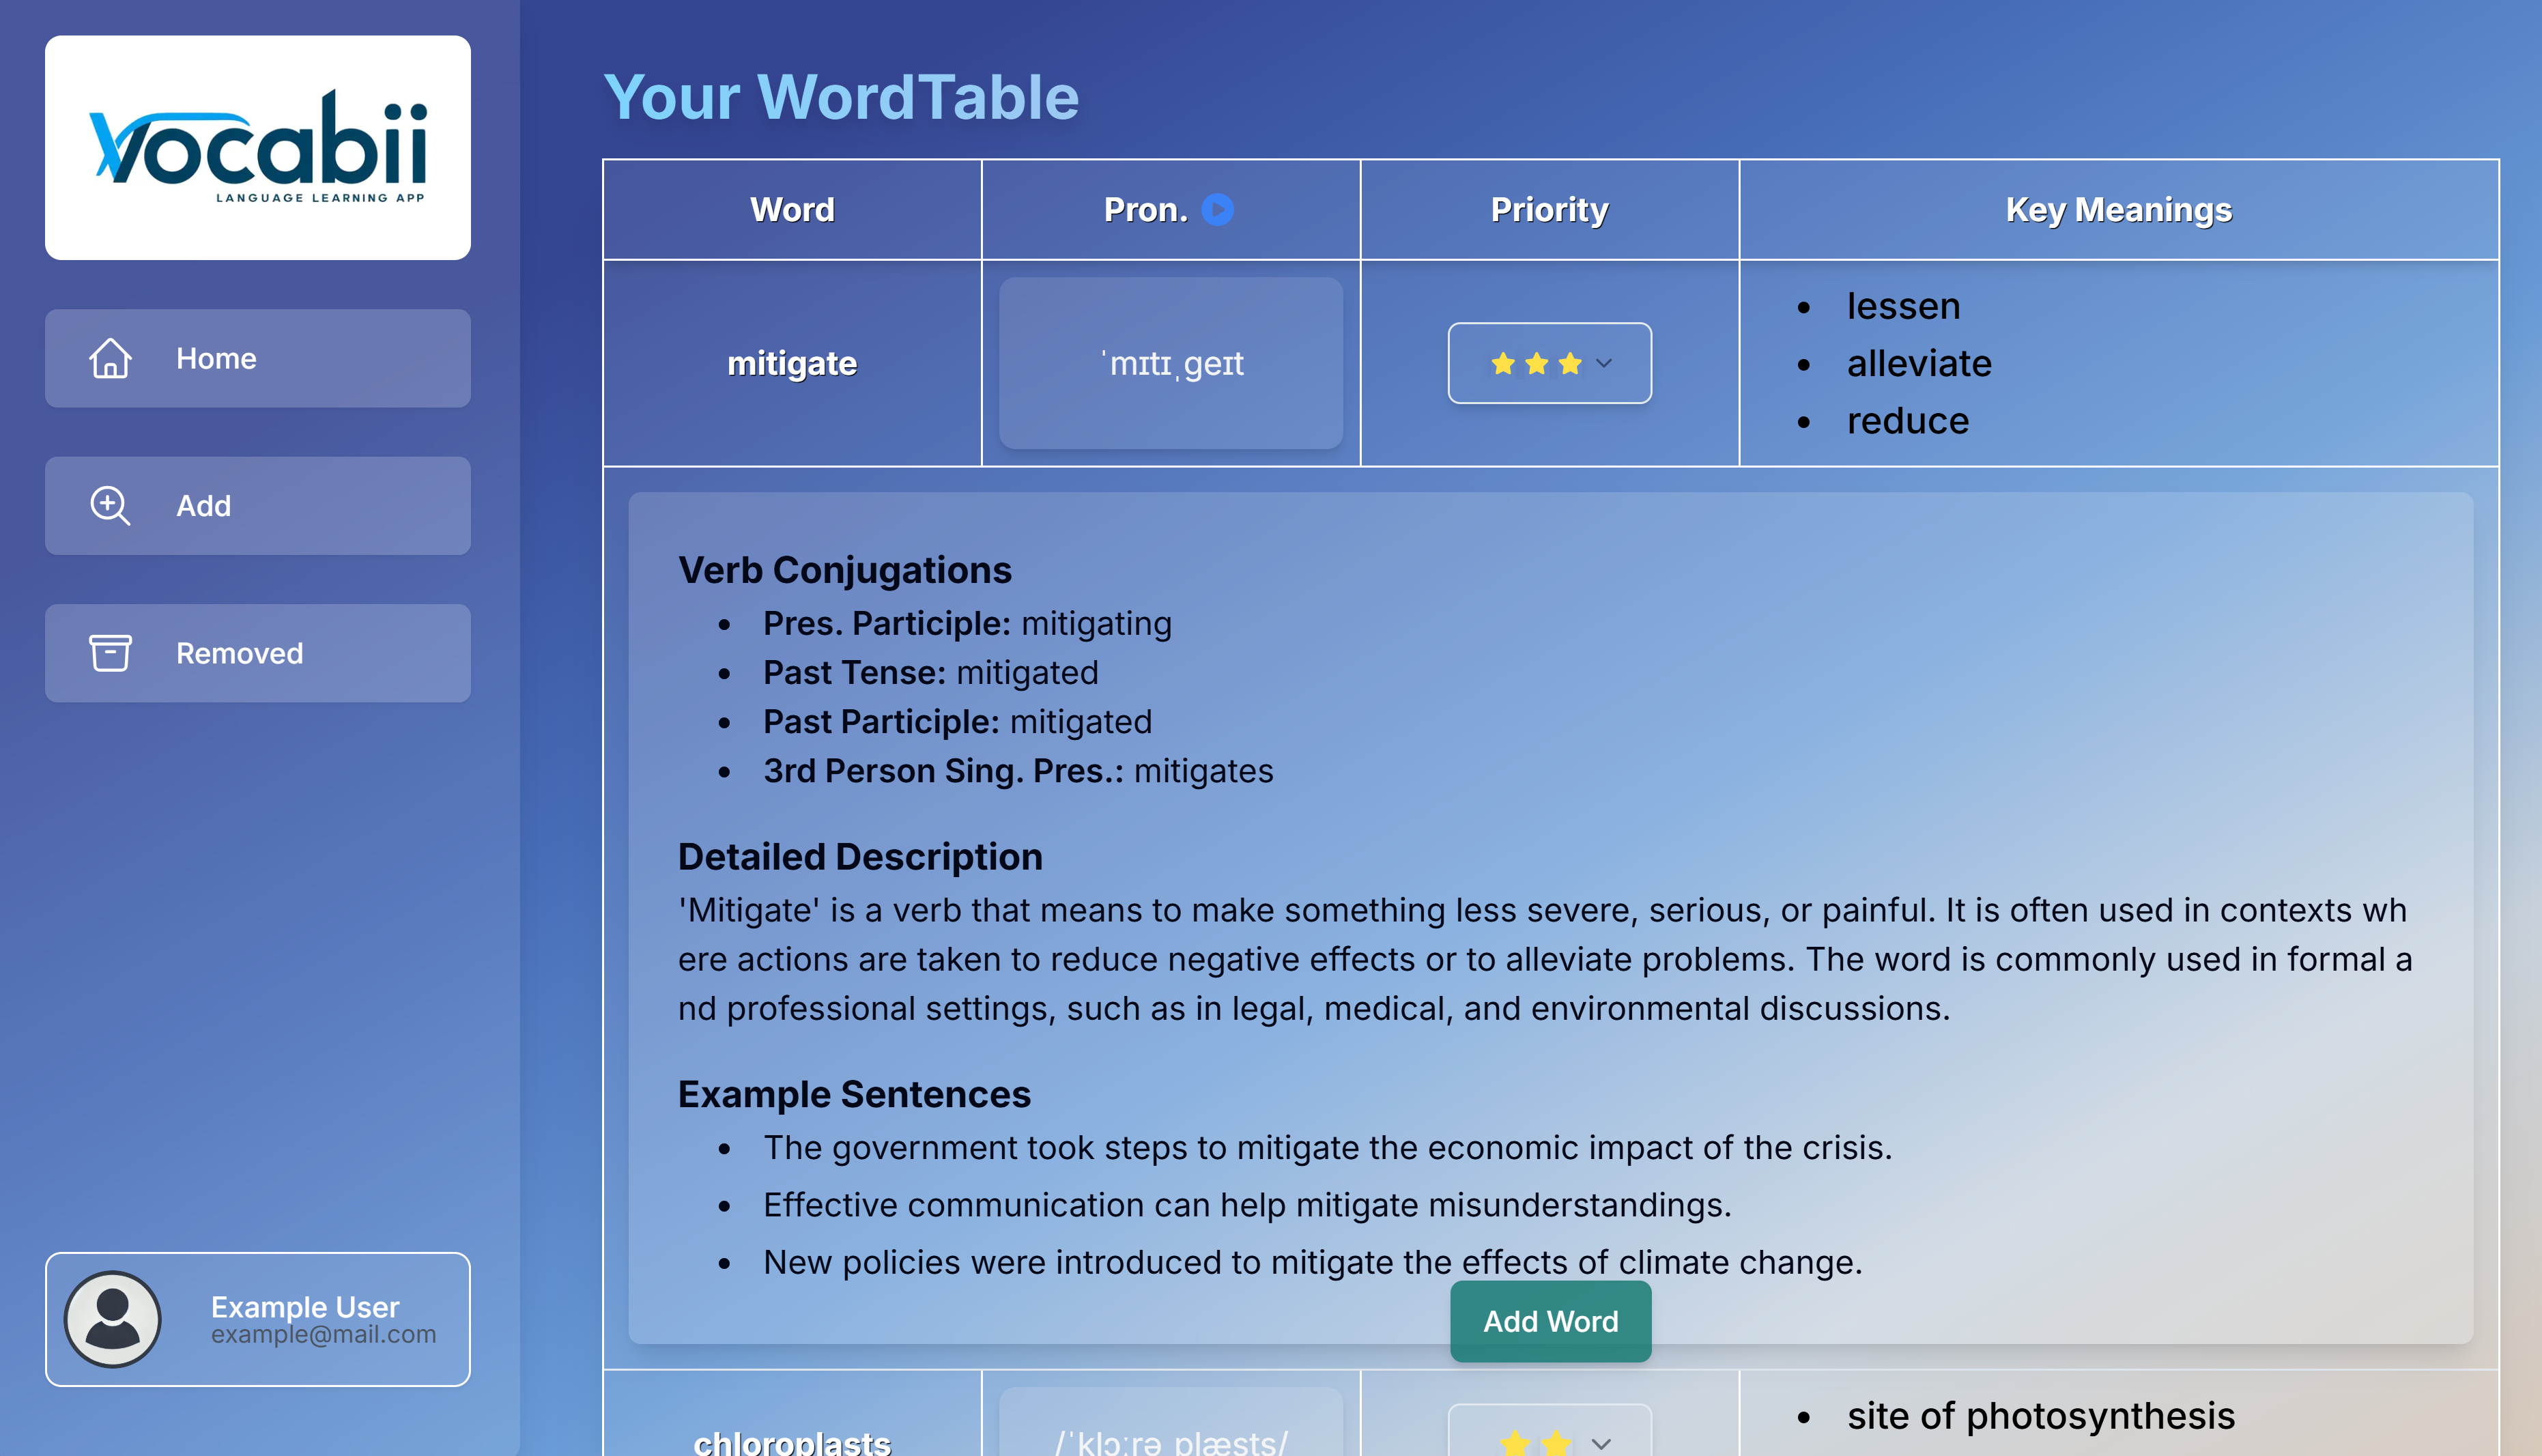 Vocabii
LANGUAGE LEARNING APP
Home
Add
Removed
Example User
example@mail.com
Your WordTable
Word Pron. Priority Key Meanings
mitigate ˈmɪtɪˌɡeɪt
• lessen
• alleviate
• reduce
Verb Conjugations
• Pres. Participle: mitigating
• Past Tense: mitigated
• Past Participle: mitigated
• 3rd Person Sing. Pres.: mitigates
Detailed Description
'Mitigate' is a verb that means to make something less severe, serious, or painful. It is often used in contexts wh
ere actions are taken to reduce negative effects or to alleviate problems. The word is commonly used in formal a
nd professional settings, such as in legal, medical, and environmental discussions.
Example Sentences
• The government took steps to mitigate the economic impact of the crisis.
• Effective communication can help mitigate misunderstandings.
• New policies were introduced to mitigate the effects of climate change.
Add Word
chloroplasts /ˈklɔːrəˌplæsts/
• site of photosynthesis